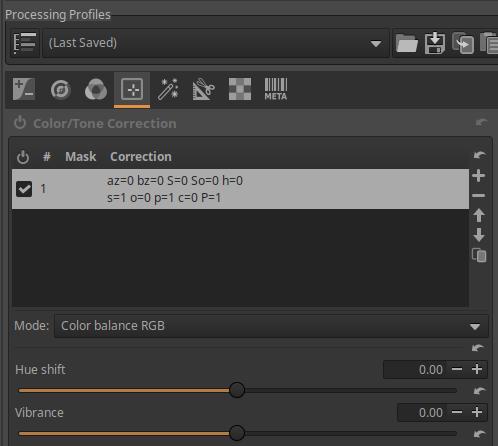 Processing Profiles
(Last Saved)
META
Color/Tone Correction
# Mask Correction
1 az=0 bz=0 S=0 So=0 h=0
s=1 o=0 p=1 c=0 P=1
Mode: Color balance RGB
Hue shift 0.00
Vibrance 0.00